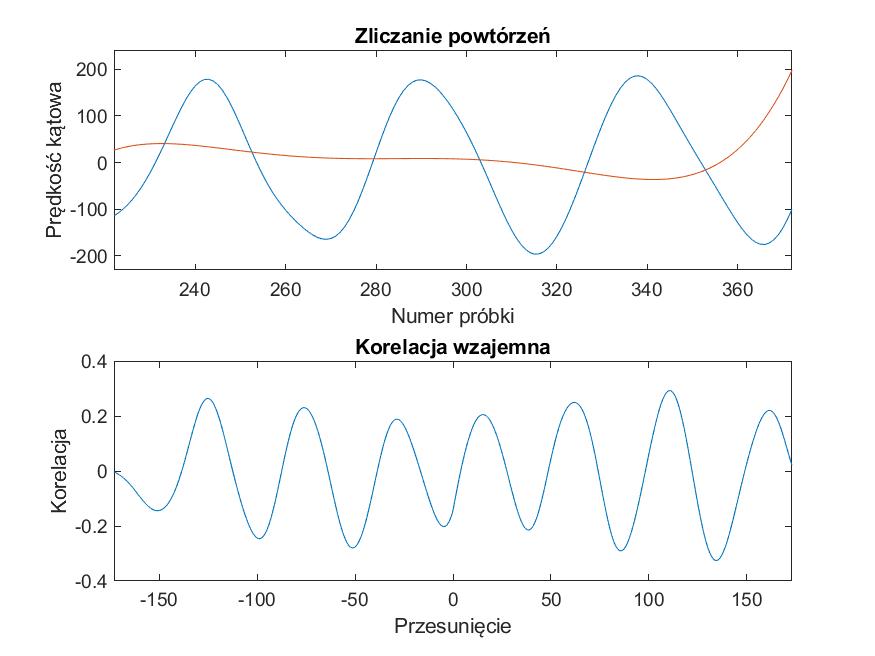 Zliczanie powtórzeń
Prędkość kątowa
200
100
0
-100
-200
240 260 280 300 320 340 360
Numer próbki
Korelacja wzajemna
Korelacja
0.4
0.2
0
-0.2
-0.4
-150 -100 -50 0 50 100 150
Przesunięcie